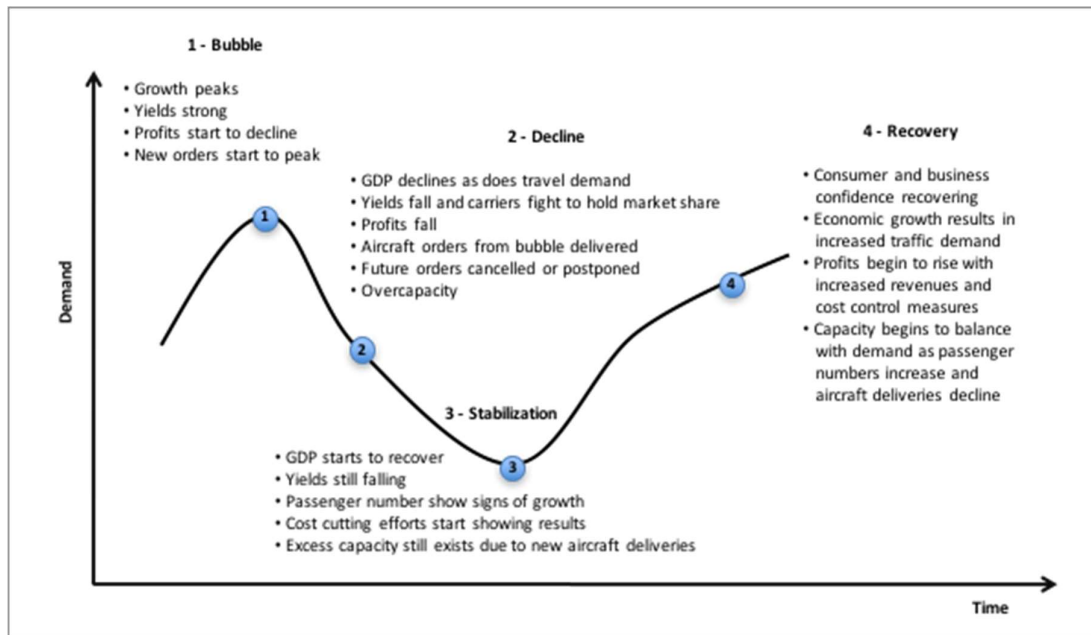 1 - Bubble
• Growth peaks
• Yields strong
• Profits start to decline
• New orders start to peak
2 - Decline
• GDP declines as does travel demand
• Yields fall and carriers fight to hold market share
• Profits fall
• Aircraft orders from bubble delivered
• Future orders cancelled or postponed
• Overcapacity
4 - Recovery
• Consumer and business
confidence recovering
• Economic growth results in
increased traffic demand
• Profits begin to rise with
increased revenues and
cost control measures
• Capacity begins to balance
with demand as passenger
numbers increase and
aircraft deliveries decline
Demand
1
2
3
4
3 - Stabilization
• GDP starts to recover
• Yields still falling
• Passenger number show signs of growth
• Cost cutting efforts start showing results
• Excess capacity still exists due to new aircraft deliveries
Time